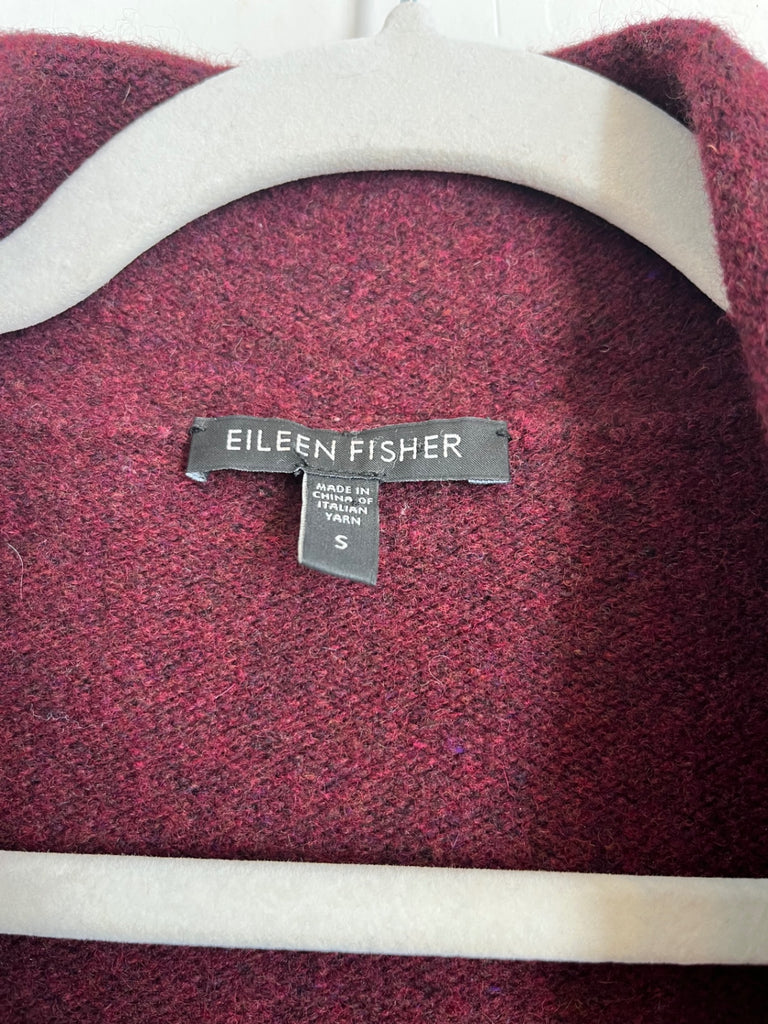 EILEEN FISHER
MADE IN
CHINA OF
ITALIAN
YARN
S